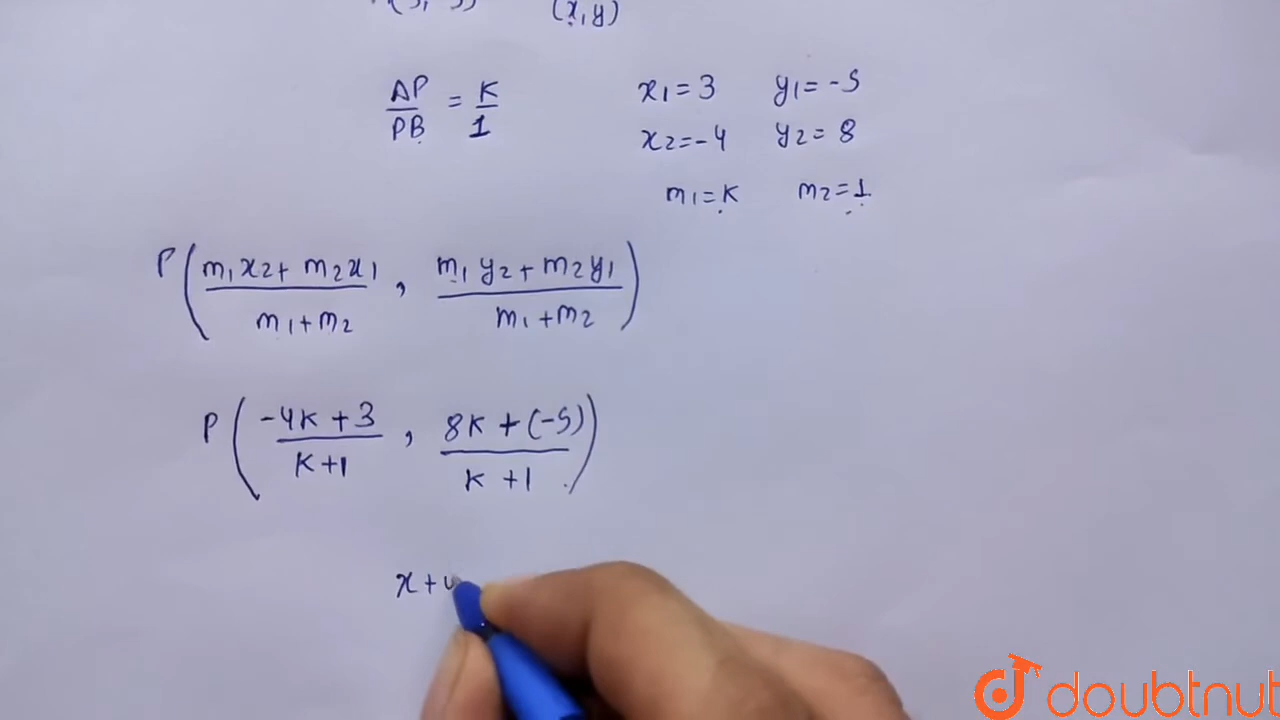 (x,y)
AP/PB = K/1
x1=3 y1=-5
x2=-4 y2=8
m1=K m2=1
P((m1x2+m2x1)/(m1+m2), (m1y2+m2y1)/(m1+m2))
P((-4K+3)/(K+1), (8K+(-5))/(K+1))
x+
doubtnut